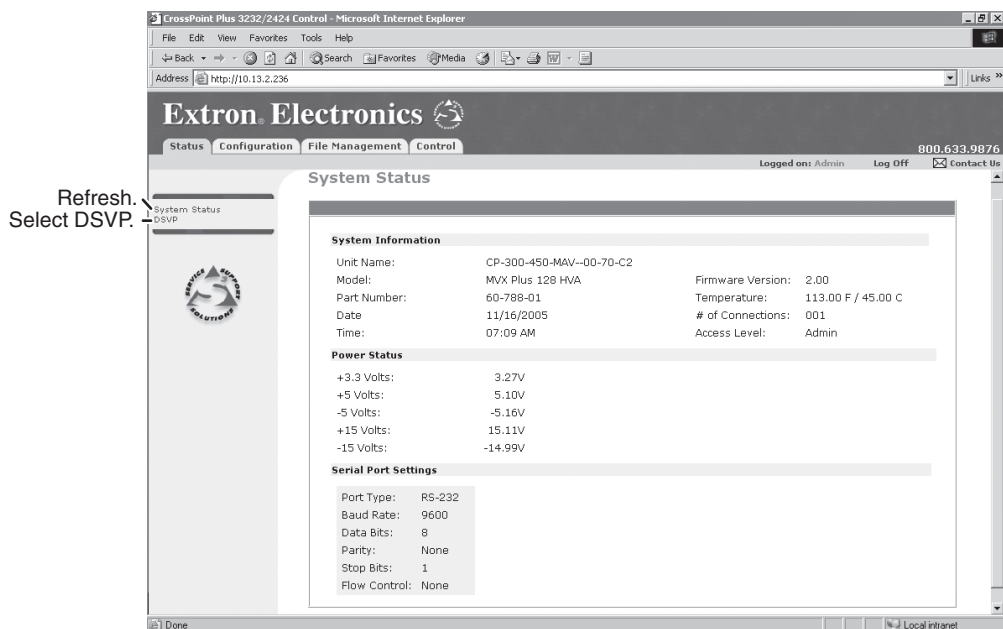 CrossPoint Plus 3232/2424 Control - Microsoft Internet Explorer
File Edit View Favorites Tools Help
Back Search Favorites Media
Address http://10.13.2.236 Links »
Extron® Electronics
Status Configuration File Management Control 800.633.9876
Logged on: Admin Log Off Contact Us
System Status
Refresh.
Select DSVP.
System Status
DSVP
SERVICE SUPPORT SOLUTIONS
S3
System Information
Unit Name: CP-300-450-MAV--00-70-C2
Model: MVX Plus 128 HVA Firmware Version: 2.00
Part Number: 60-788-01 Temperature: 113.00 F / 45.00 C
Date 11/16/2005 # of Connections: 001
Time: 07:09 AM Access Level: Admin
Power Status
+3.3 Volts: 3.27V
+5 Volts: 5.10V
-5 Volts: -5.16V
+15 Volts: 15.11V
-15 Volts: -14.99V
Serial Port Settings
Port Type: RS-232
Baud Rate: 9600
Data Bits: 8
Parity: None
Stop Bits: 1
Flow Control: None
Done Local intranet